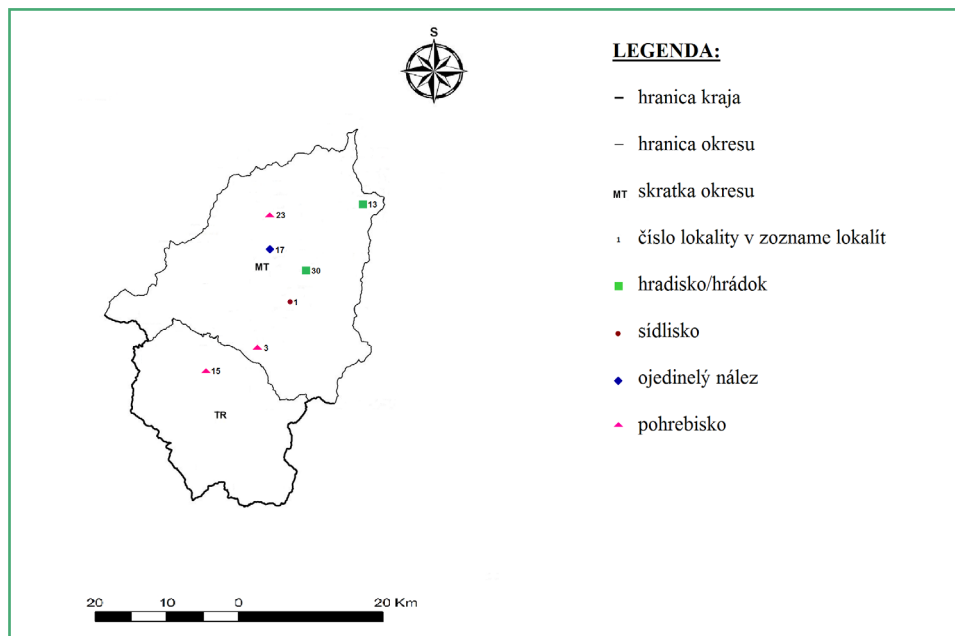 S
LEGENDA:
hranica kraja
hranica okresu
MT skratka okresu
1 číslo lokality v zozname lokalít
hradisko/hrádok
sídlisko
ojedinelý nález
pohrebisko
13
23
17
MT
30
1
3
15
TR
20 10 0 20 Km